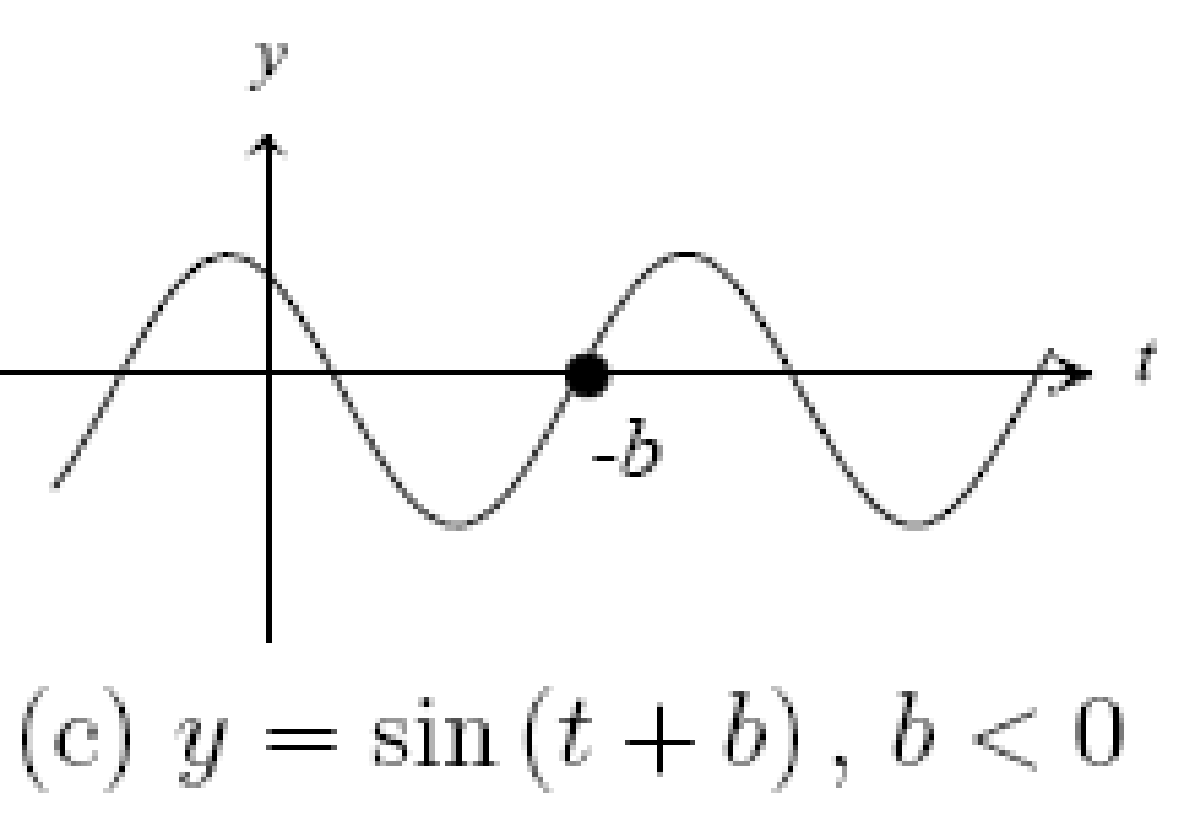 y
t
-b
(c) y = sin (t + b) , b < 0